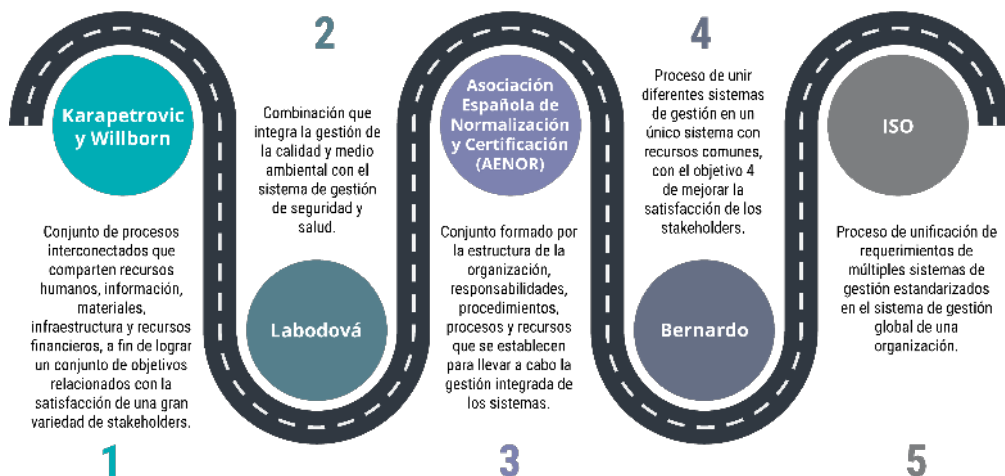 Karapetrovic
y Willborn
Conjunto de procesos
interconectados que
comparten recursos
humanos, información,
materiales,
infraestructura y recursos
financieros, a fin de lograr
un conjunto de objetivos
relacionados con la
satisfacción de una gran
variedad de stakeholders.
1
2
Combinación que
integra la gestión de
la calidad y medio
ambiental con el
sistema de gestión
de seguridad y
salud.
Labodová
Asociación
Española de
Normalización
y Certificación
(AENOR)
Conjunto formado por
la estructura de la
organización,
responsabilidades,
procedimientos,
procesos y recursos
que se establecen
para llevar a cabo la
gestión integrada de
los sistemas.
3
4
Proceso de unir
diferentes sistemas
de gestión en un
único sistema con
recursos comunes,
con el objetivo 4
de mejorar la
satisfacción de los
stakeholders.
Bernardo
ISO
Proceso de unificación de
requerimientos de
múltiples sistemas de
gestión estandarizados
en el sistema de gestión
global de una
organización.
5